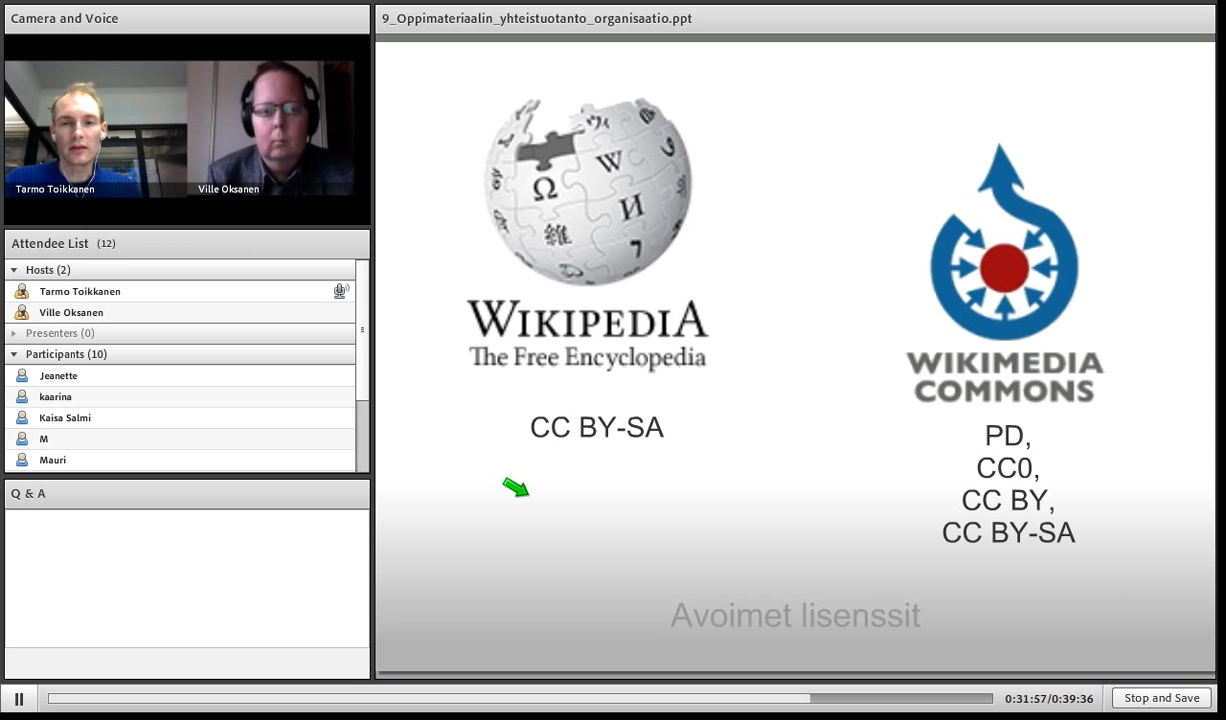 Camera and Voice
Tarmo Toikkanen
Ville Oksanen
Attendee List (12)
Hosts (2)
Tarmo Toikkanen
Ville Oksanen
Presenters (0)
Participants (10)
Jeanette
kaarina
Kaisa Salmi
M
Mauri
Q & A
9_Oppimateriaalin_yhteistuotanto_organisaatio.ppt
Ω
W
И
維
7
WIKIPEDIA
The Free Encyclopedia
CC BY-SA
WIKIMEDIA
COMMONS
PD,
CC0,
CC BY,
CC BY-SA
Avoimet lisenssit
0:31:57/0:39:36
Stop and Save